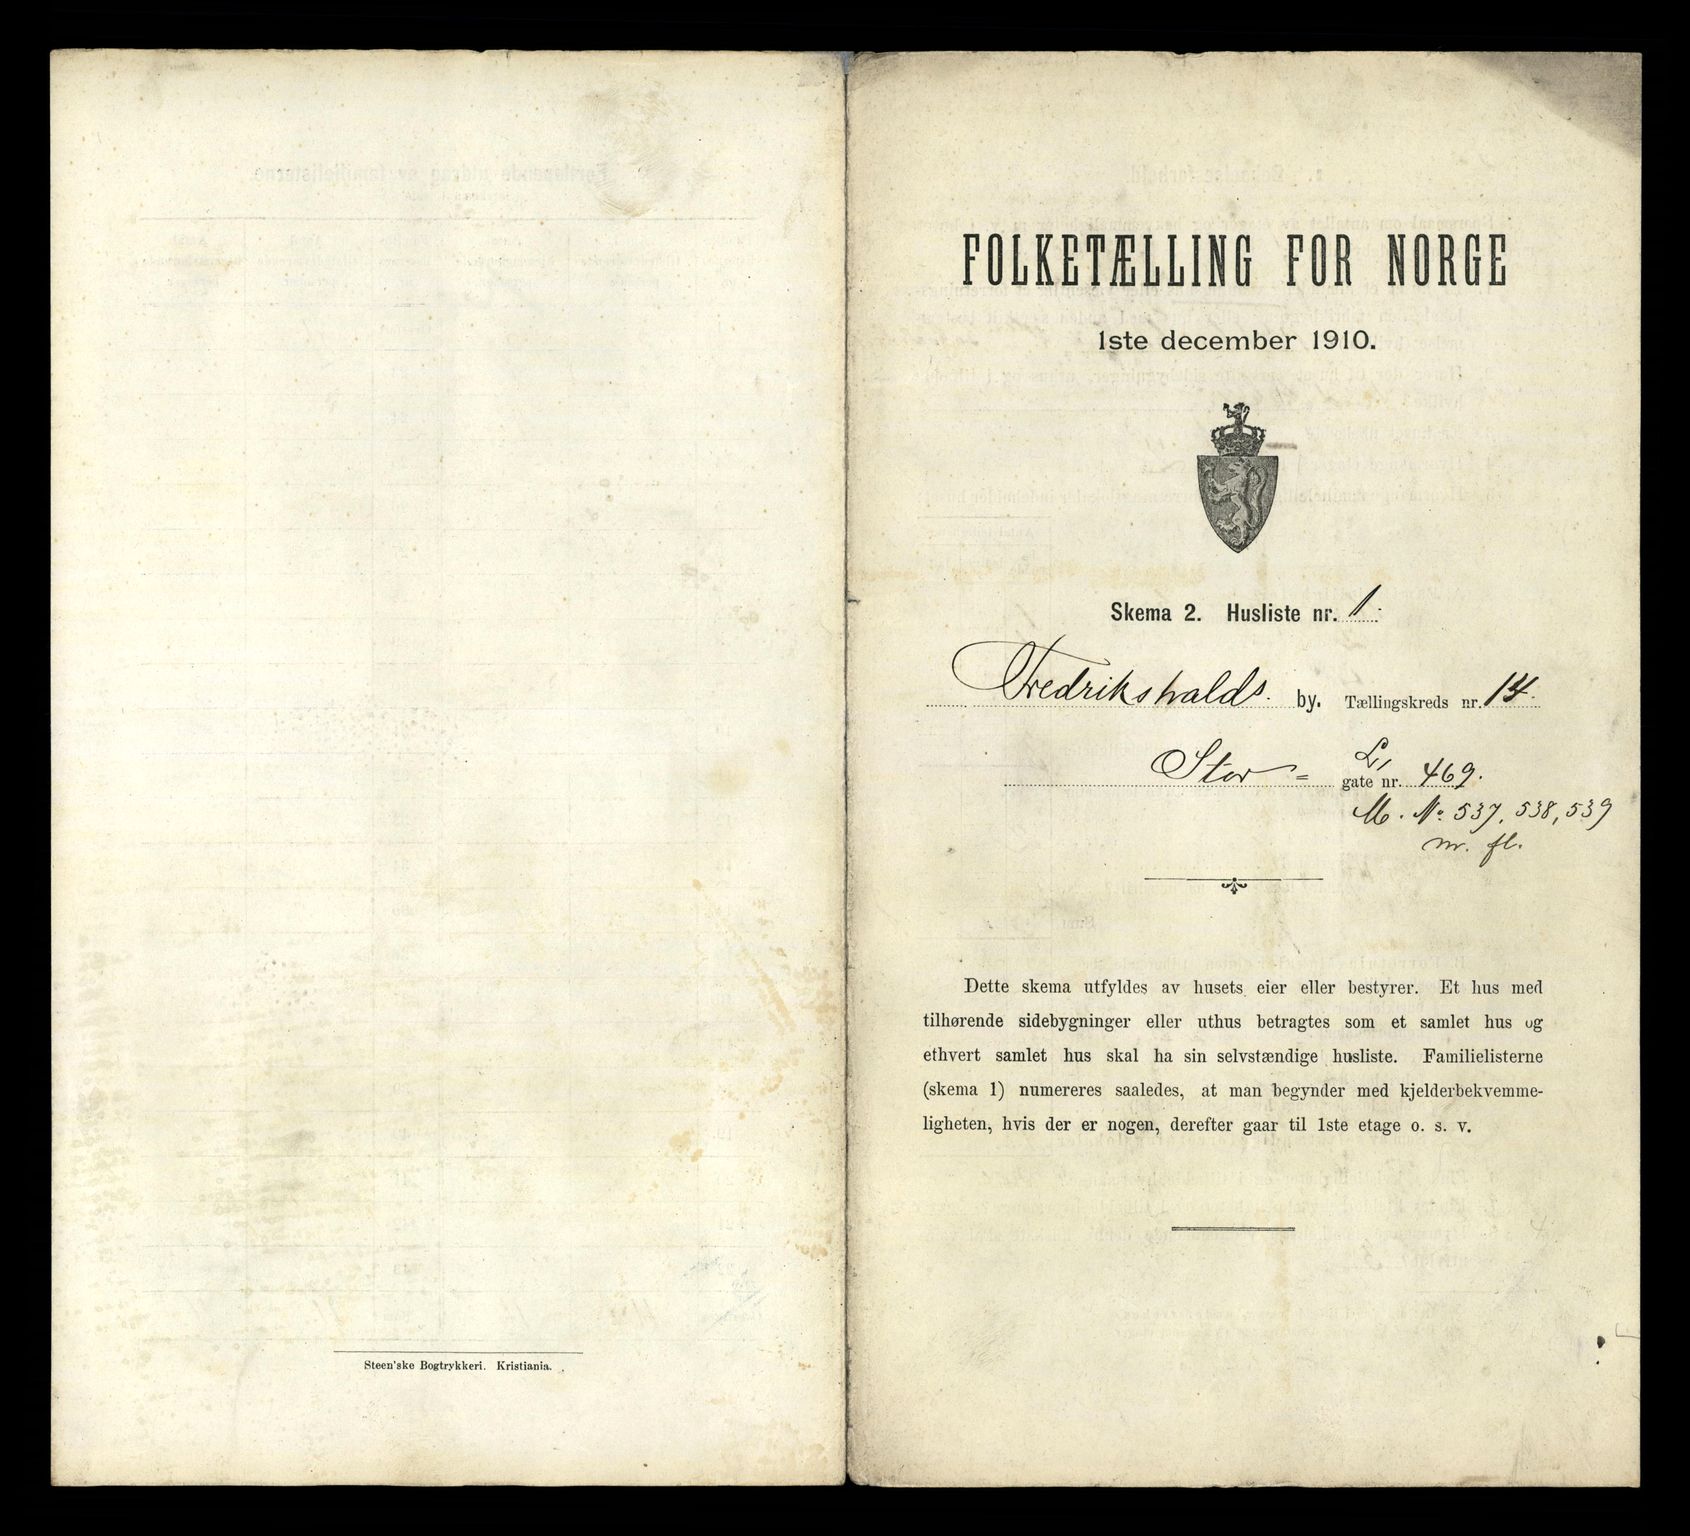 Steen'ske Bogtrykkeri. Kristiania.
FOLKETÆLLING FOR NORGE
1ste december 1910.
Skema 2. Husliste nr. 1.
Fredrikshalds by. Tællingskreds nr. 14.
Stor= gate L, nr. 469.
M. No 537, 538, 539
m. fl.
Dette skema utfyldes av husets eier eller bestyrer. Et hus med
tilhørende sidebygninger eller uthus betragtes som et samlet hus og
ethvert samlet hus skal ha sin selvstændige husliste. Familielisterne
(skema 1) numereres saaledes, at man begynder med kjelderbekvemme-
ligheten, hvis der er nogen, derefter gaar til 1ste etage o. s. v.